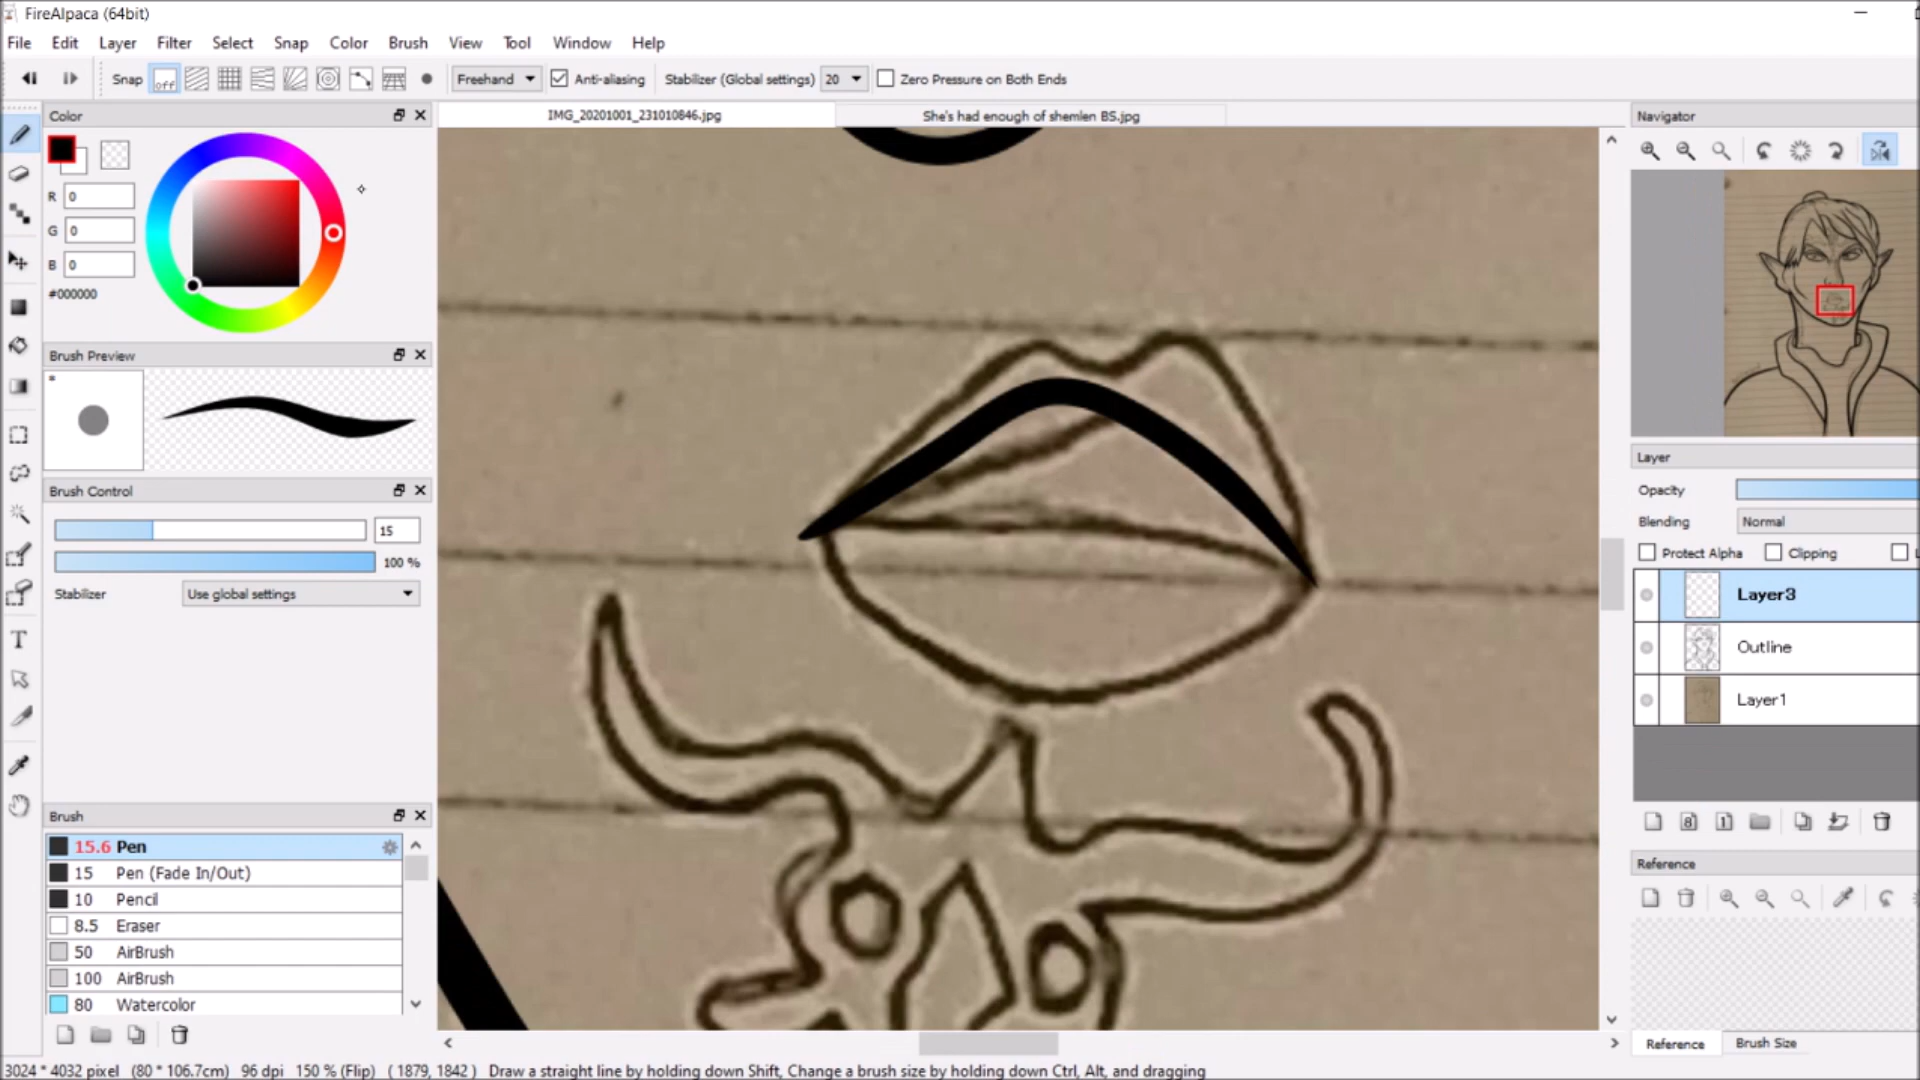 FireAlpaca (64bit)
File Edit Layer Filter Select Snap Color Brush View Tool Window Help
Snap off Freehand Anti-aliasing Stabilizer (Global settings) 20 Zero Pressure on Both Ends
Color
IMG_20201001_231010846.jpg
She's had enough of shemlen BS.jpg
Navigator
R 0
G 0
B 0
#000000
Brush Preview
*
Brush Control
15
100 %
Stabilizer Use global settings
T
Brush
15.6 Pen
15 Pen (Fade In/Out)
10 Pencil
8.5 Eraser
50 AirBrush
100 AirBrush
80 Watercolor
Layer
Opacity
Blending Normal
Protect Alpha Clipping L
Layer3
Outline
Layer1
8 1
Reference
Reference Brush Size
3024 * 4032 pixel (80 * 106.7cm) 96 dpi 150 % (Flip) ( 1879, 1842 ) Draw a straight line by holding down Shift, Change a brush size by holding down Ctrl, Alt, and dragging